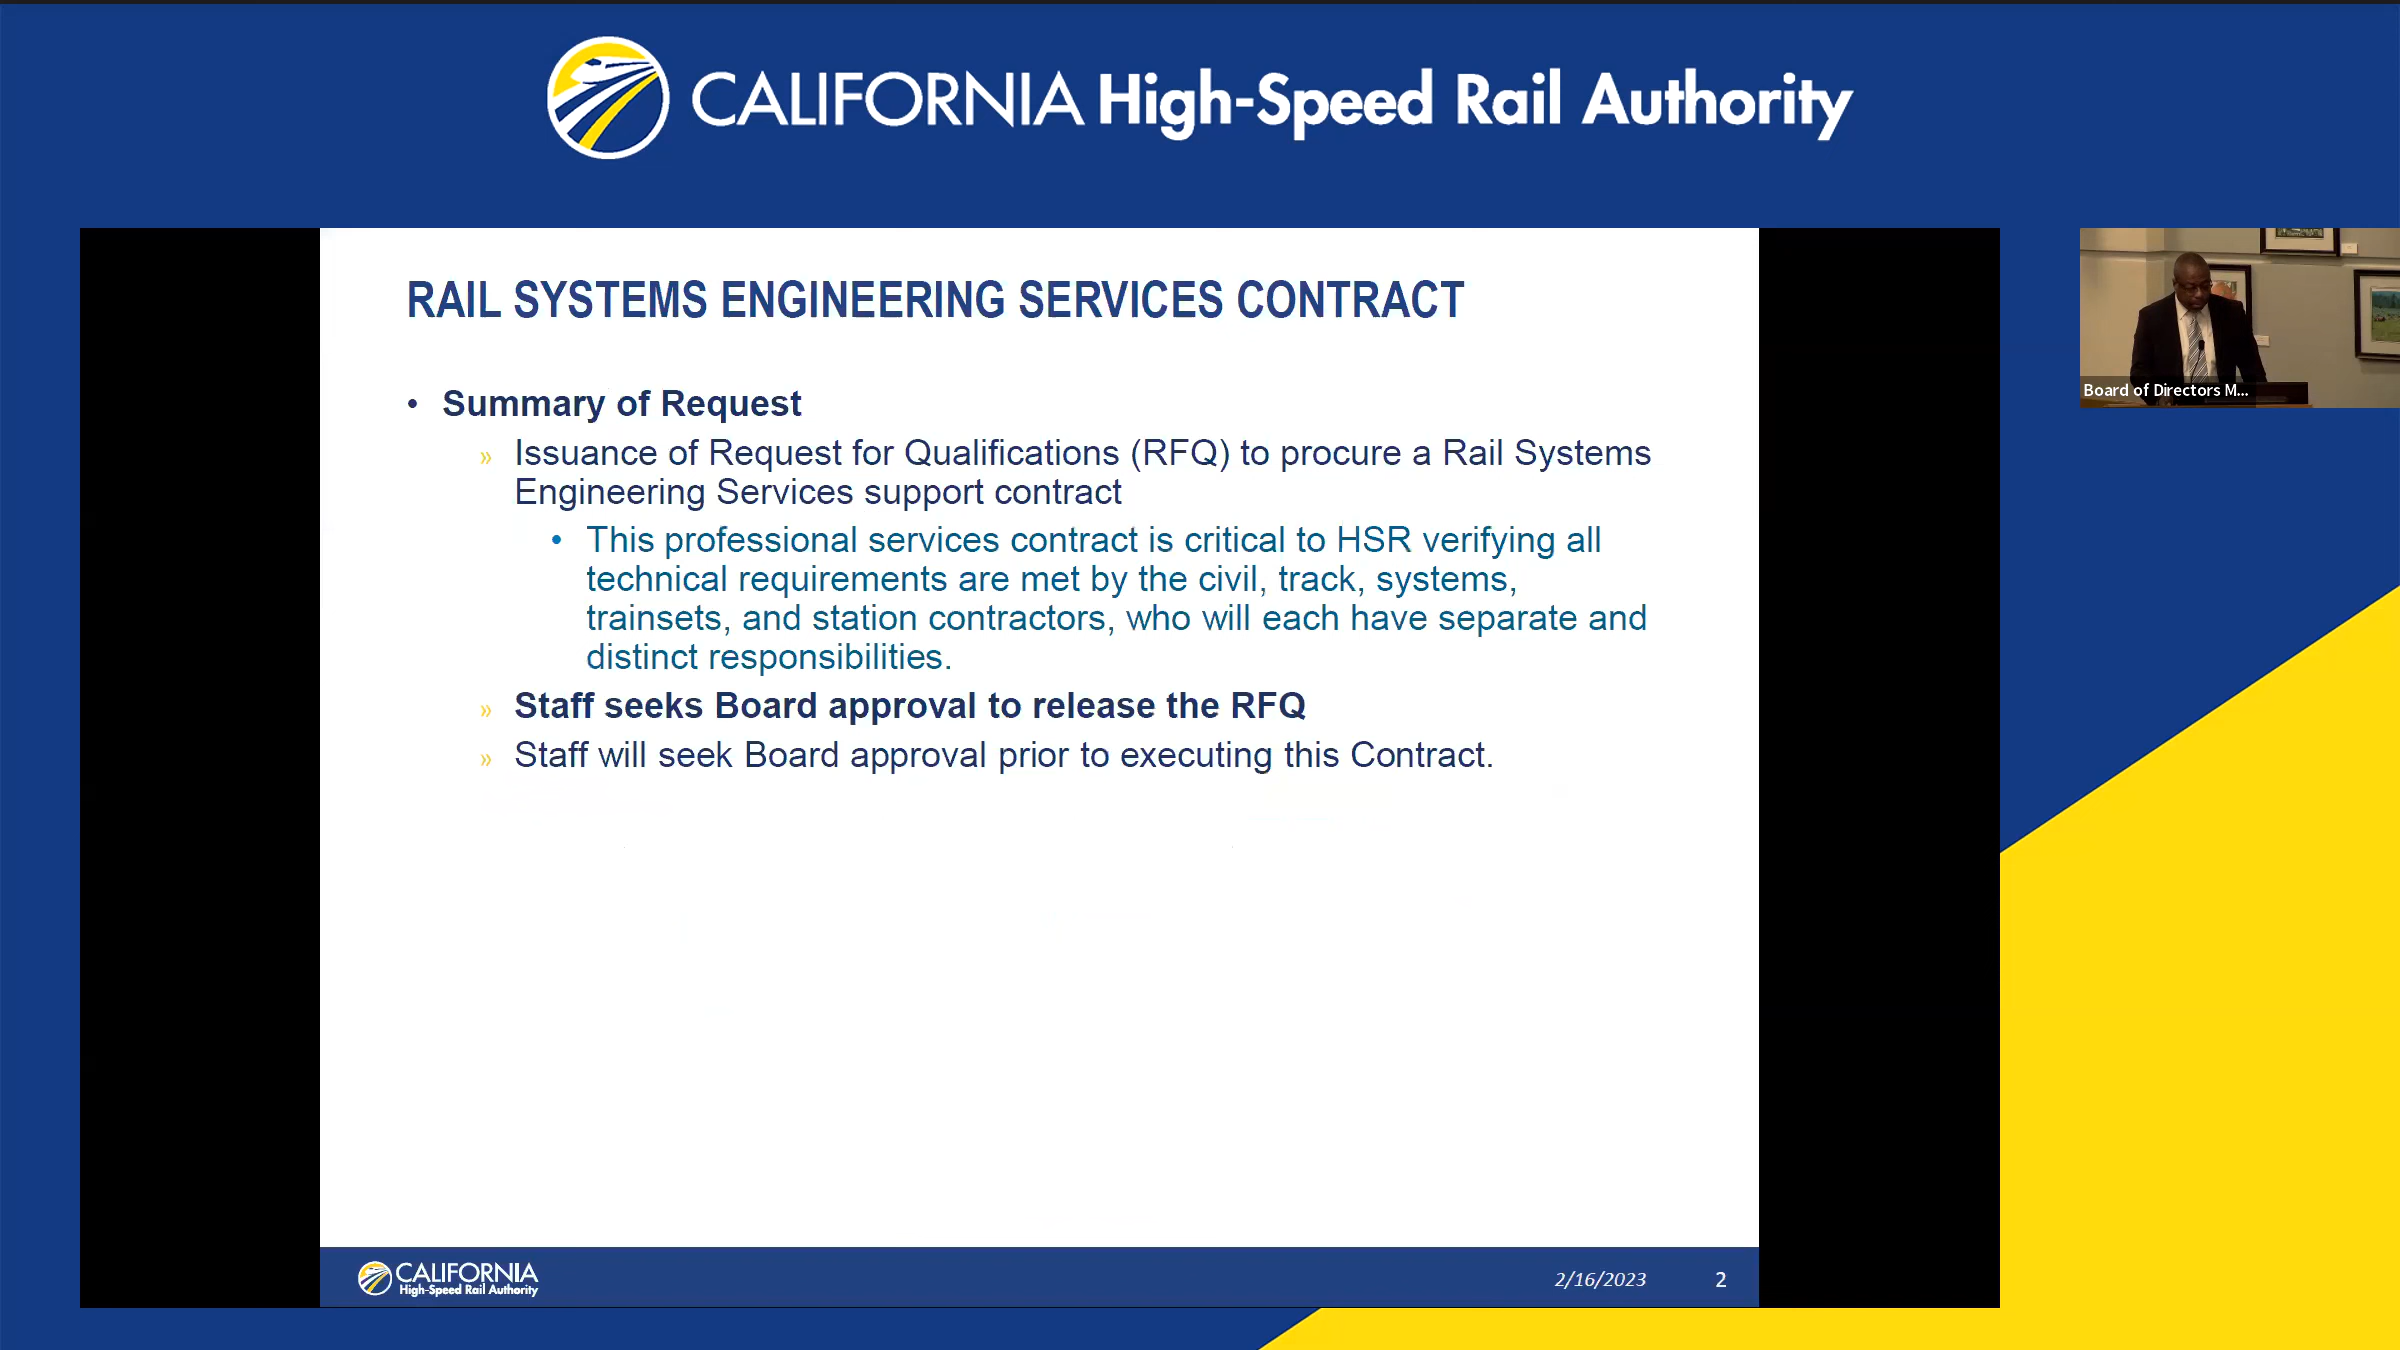 CALIFORNIA High-Speed Rail Authority
RAIL SYSTEMS ENGINEERING SERVICES CONTRACT
• Summary of Request
» Issuance of Request for Qualifications (RFQ) to procure a Rail Systems
Engineering Services support contract
• This professional services contract is critical to HSR verifying all
technical requirements are met by the civil, track, systems,
trainsets, and station contractors, who will each have separate and
distinct responsibilities.
» Staff seeks Board approval to release the RFQ
» Staff will seek Board approval prior to executing this Contract.
Board of Directors M...
CALIFORNIA
High-Speed Rail Authority
2/16/2023
2